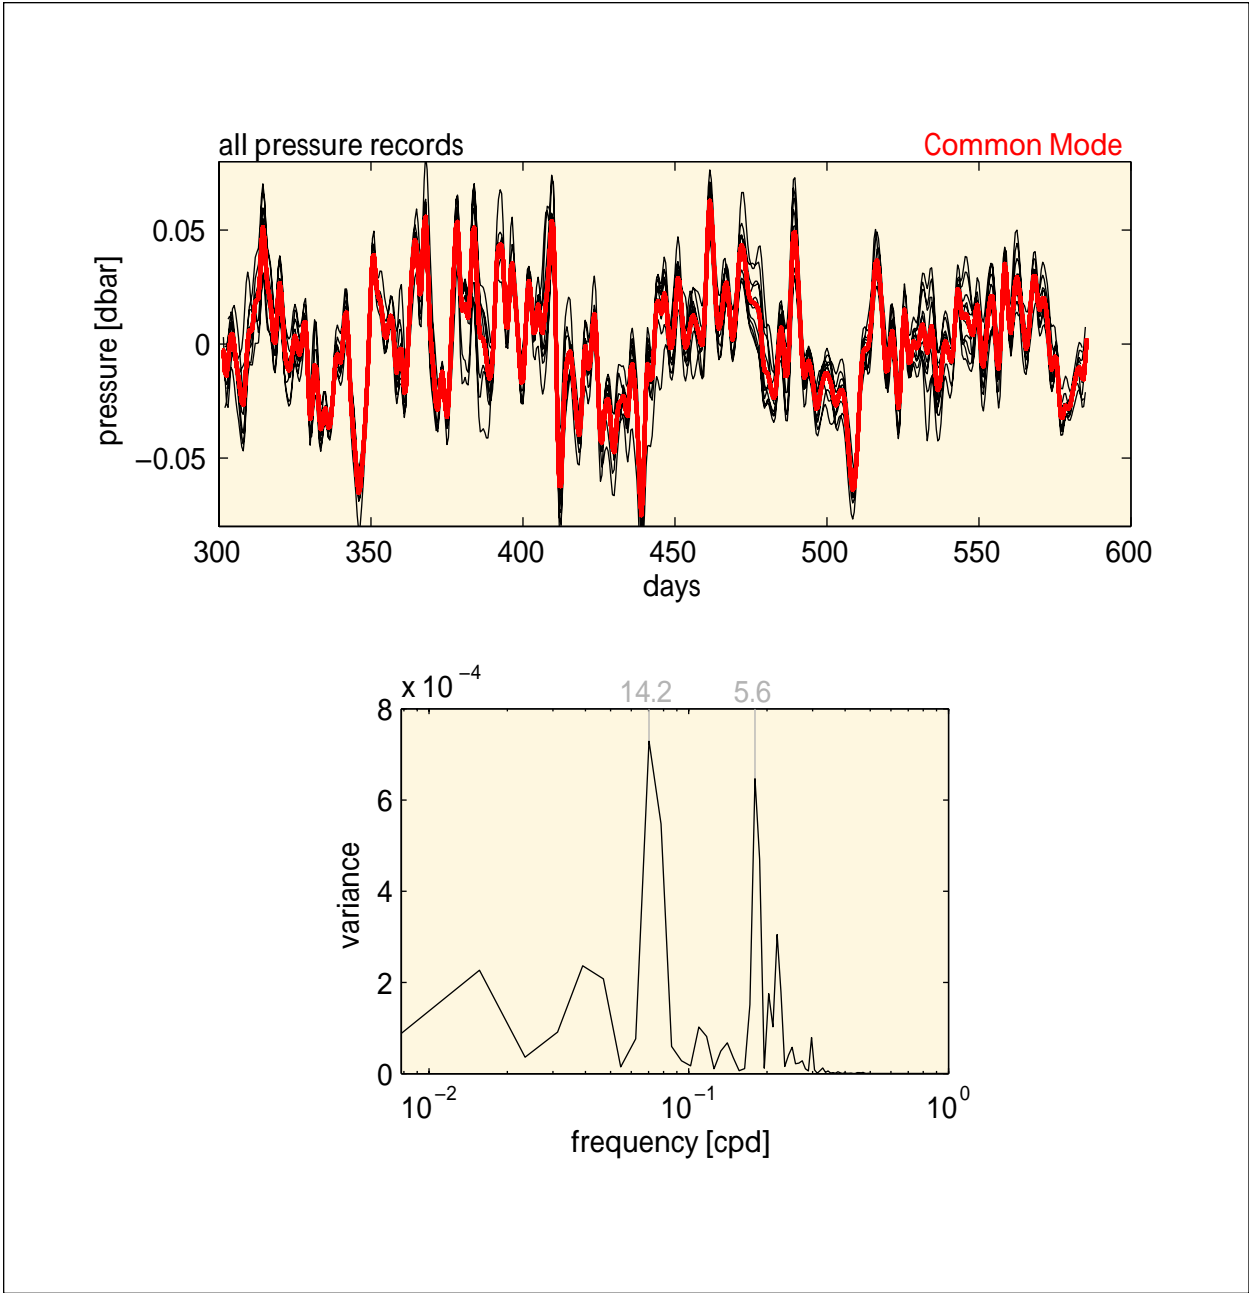 all pressure records Common Mode
pressure [dbar]
0.05
0
−0.05
300 350 400 450 500 550 600
days
x 10^−4
14.2 5.6
variance
8
6
4
2
0
10^−2 10^−1 10^0
frequency [cpd]